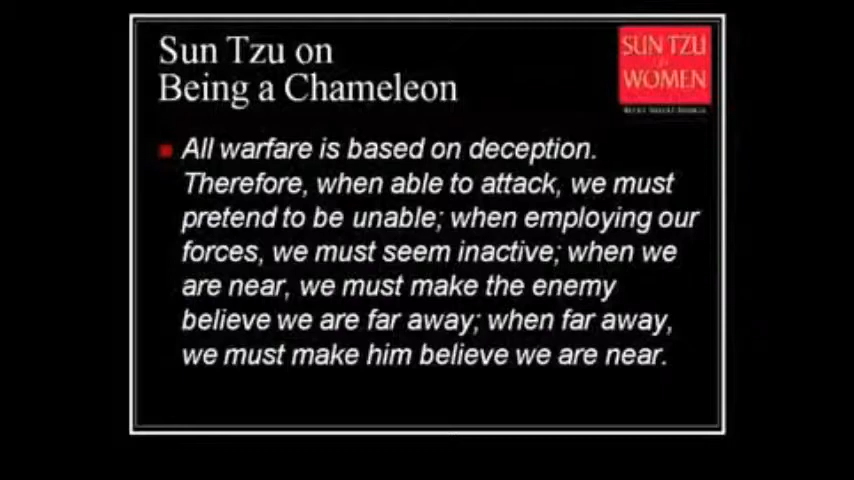 Sun Tzu on
Being a Chameleon
SUN TZU
WOMEN
All warfare is based on deception.
Therefore, when able to attack, we must
pretend to be unable; when employing our
forces, we must seem inactive; when we
are near, we must make the enemy
believe we are far away; when far away,
we must make him believe we are near.